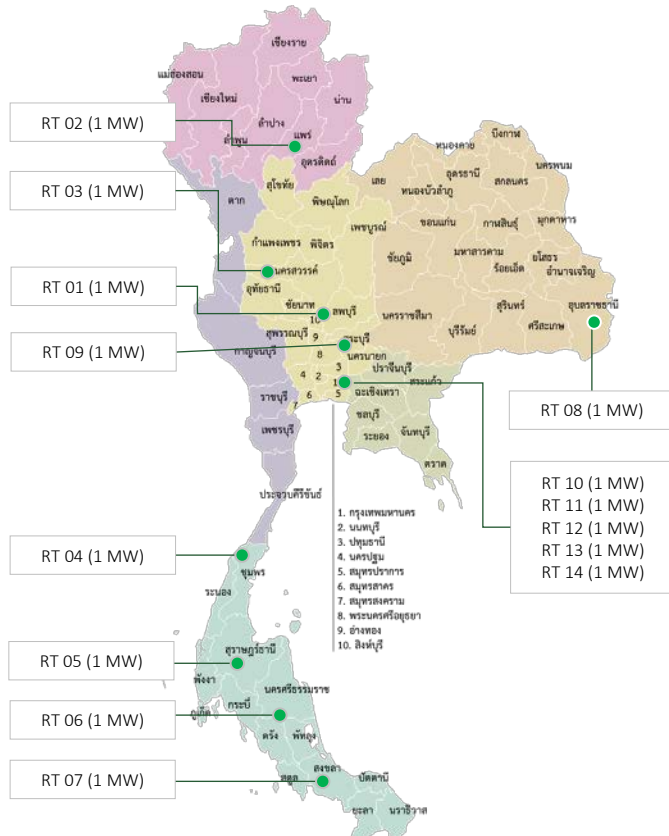 เชียงราย
แม่ฮ่องสอน
พะเยา
เชียงใหม่
น่าน
ลำปาง
RT 02 (1 MW)
แพร่
ลำพูน
อุตรดิตถ์
บึงกาฬ
หนองคาย
นครพนม
อุดรธานี
เลย
สกลนคร
หนองบัวลำภู
RT 03 (1 MW)
สุโขทัย
ตาก
พิษณุโลก
มุกดาหาร
เพชรบูรณ์
ขอนแก่น
กาฬสินธุ์
กำแพงเพชร
พิจิตร
มหาสารคาม
ยโสธร
ชัยภูมิ
ร้อยเอ็ด
อำนาจเจริญ
นครสวรรค์
อุทัยธานี
RT 01 (1 MW)
ชัยนาท
ลพบุรี
นครราชสีมา
สุรินทร์
อุบลราชธานี
10
บุรีรัมย์
ศรีสะเกษ
สุพรรณบุรี
9
สระบุรี
RT 09 (1 MW)
กาญจนบุรี
8
นครนายก
3
ปราจีนบุรี
4
2
1
สระแก้ว
ราชบุรี
6
5
ฉะเชิงเทรา
7
ชลบุรี
RT 08 (1 MW)
เพชรบุรี
ระยอง
จันทบุรี
ตราด
RT 10 (1 MW)
RT 11 (1 MW)
RT 12 (1 MW)
RT 13 (1 MW)
RT 14 (1 MW)
ประจวบคีรีขันธ์
1. กรุงเทพมหานคร
2. นนทบุรี
3. ปทุมธานี
4. นครปฐม
5. สมุทรปราการ
6. สมุทรสาคร
7. สมุทรสงคราม
8. พระนครศรีอยุธยา
9. อ่างทอง
10. สิงห์บุรี
RT 04 (1 MW)
ชุมพร
ระนอง
สุราษฎร์ธานี
RT 05 (1 MW)
พังงา
นครศรีธรรมราช
กระบี่
ภูเก็ต
RT 06 (1 MW)
ตรัง
พัทลุง
สงขลา
RT 07 (1 MW)
สตูล
ปัตตานี
ยะลา
นราธิวาส